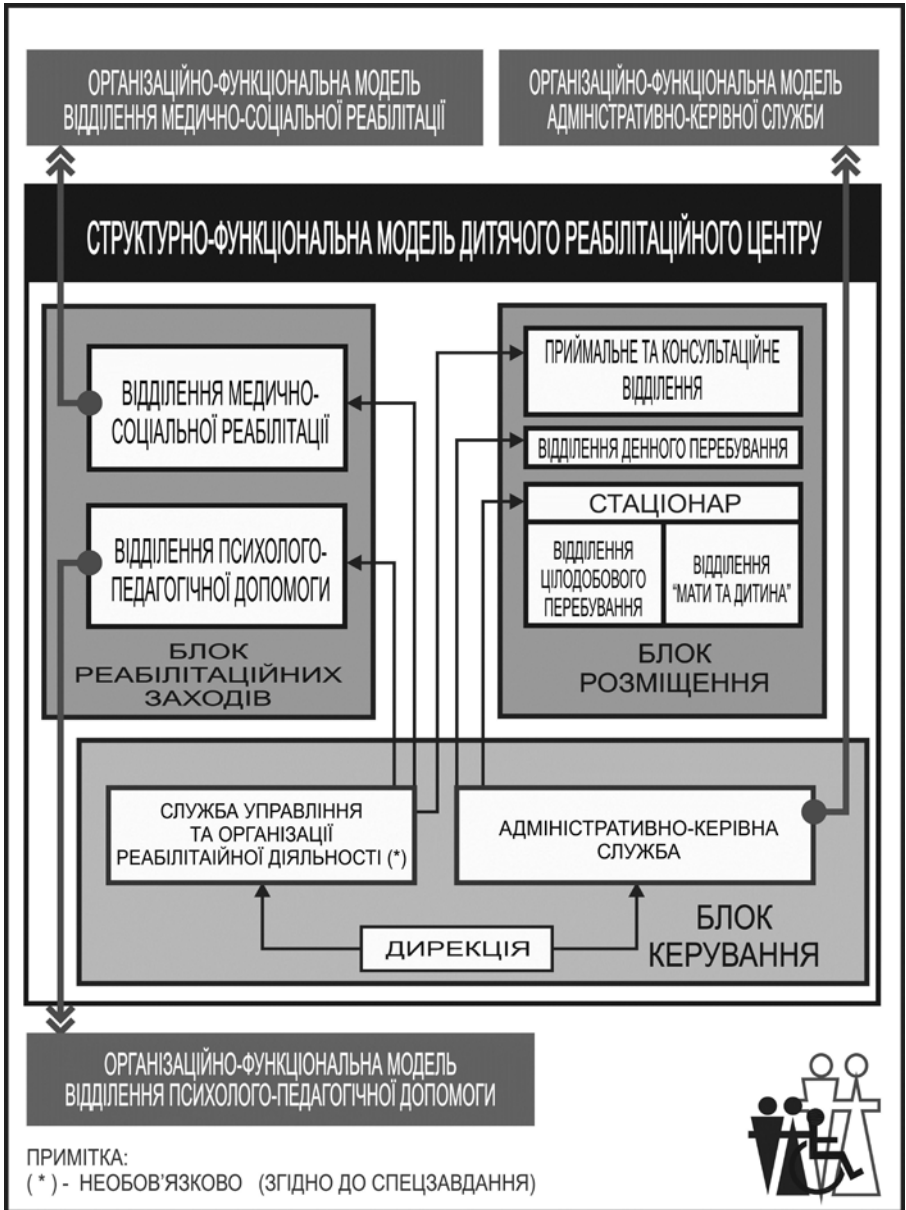 ОРГАНІЗАЦІЙНО-ФУНКЦІОНАЛЬНА МОДЕЛЬ
ВІДДІЛЕННЯ МЕДИЧНО-СОЦІАЛЬНОЇ РЕАБІЛІТАЦІЇ
ОРГАНІЗАЦІЙНО-ФУНКЦІОНАЛЬНА МОДЕЛЬ
АДМІНІСТРАТИВНО-КЕРІВНОЇ СЛУЖБИ
СТРУКТУРНО-ФУНКЦІОНАЛЬНА МОДЕЛЬ ДИТЯЧОГО РЕАБІЛІТАЦІЙНОГО ЦЕНТРУ
ВІДДІЛЕННЯ МЕДИЧНО-
СОЦІАЛЬНОЇ РЕАБІЛІТАЦІЇ
ВІДДІЛЕННЯ ПСИХОЛОГО-
ПЕДАГОГІЧНОЇ ДОПОМОГИ
БЛОК
РЕАБІЛІТАЦІЙНИХ
ЗАХОДІВ
ПРИЙМАЛЬНЕ ТА КОНСУЛЬТАЦІЙНЕ
ВІДДІЛЕННЯ
ВІДДІЛЕННЯ ДЕННОГО ПЕРЕБУВАННЯ
СТАЦІОНАР
ВІДДІЛЕННЯ
ЦІЛОДОБОВОГО
ПЕРЕБУВАННЯ
ВІДДІЛЕННЯ
“МАТИ ТА ДИТИНА”
БЛОК
РОЗМІЩЕННЯ
СЛУЖБА УПРАВЛІННЯ
ТА ОРГАНІЗАЦІЇ
РЕАБІЛІТАІЙНОЇ ДІЯЛЬНОСТІ (*)
АДМІНІСТРАТИВНО-КЕРІВНА
СЛУЖБА
ДИРЕКЦІЯ
БЛОК
КЕРУВАННЯ
ОРГАНІЗАЦІЙНО-ФУНКЦІОНАЛЬНА МОДЕЛЬ
ВІДДІЛЕННЯ ПСИХОЛОГО-ПЕДАГОГІЧНОЇ ДОПОМОГИ
ПРИМІТКА:
( * ) - НЕОБОВ’ЯЗКОВО (ЗГІДНО ДО СПЕЦЗАВДАННЯ)